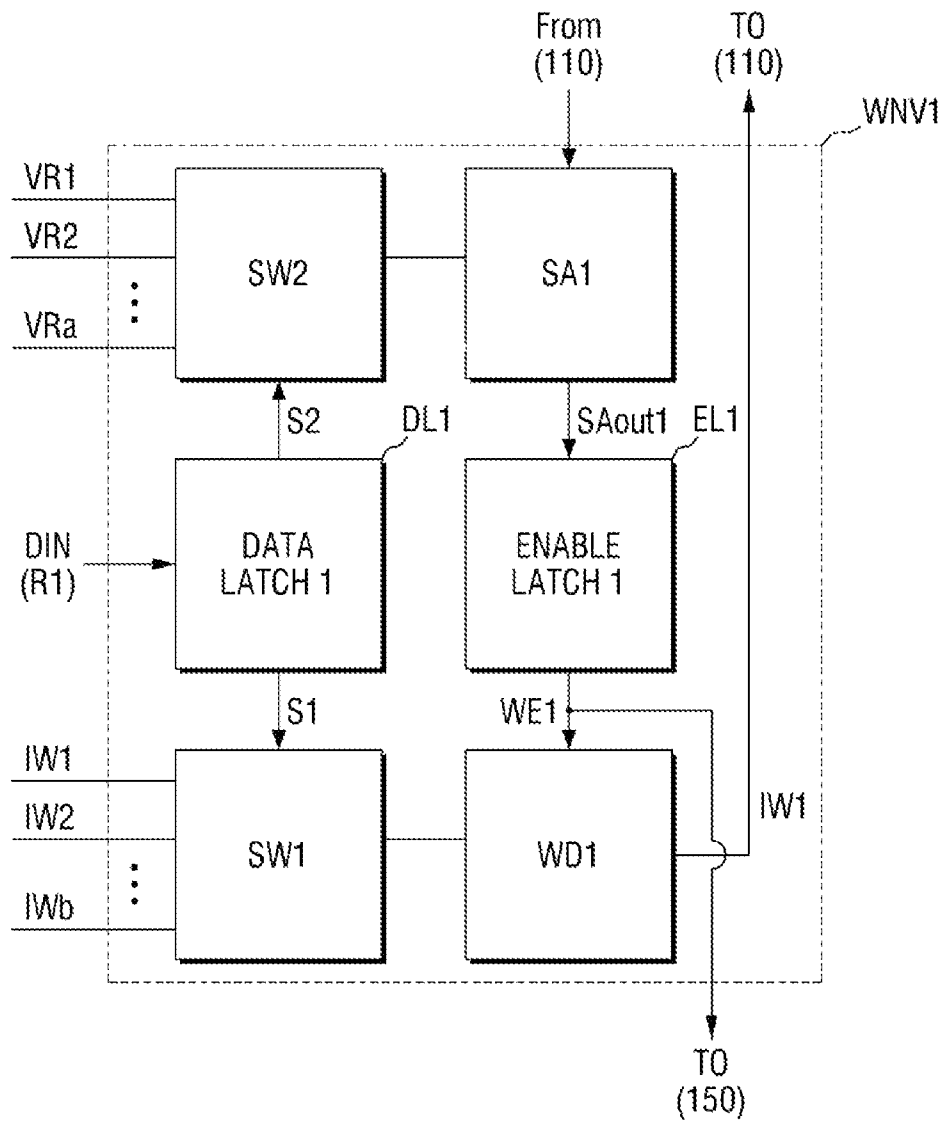 From
(110)
TO
(110)
WNV1
VR1
VR2
VRa
SW2
SA1
S2
DL1
SAout1
EL1
DIN
(R1)
DATA
LATCH 1
ENABLE
LATCH 1
S1
WE1
IW1
IW2
IWb
SW1
WD1
IW1
TO
(150)